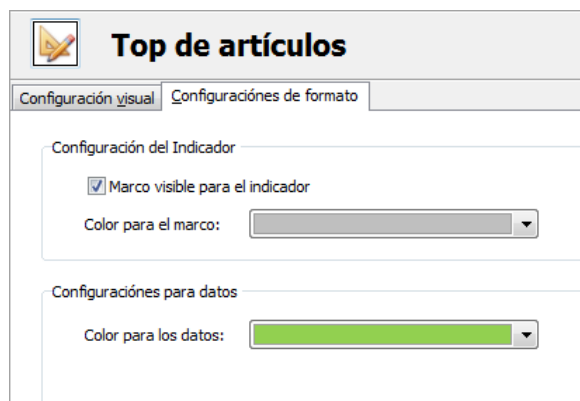 Top de artículos
Configuración visual
Configuraciónes de formato
Configuración del Indicador
Marco visible para el indicador
Color para el marco:
Configuraciónes para datos
Color para los datos: